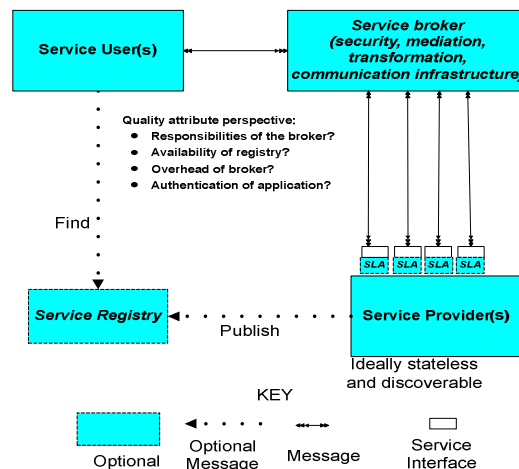 Service User(s)
Service broker
(security, mediation,
transformation,
communication infrastructure)
Quality attribute perspective:
● Responsibilities of the broker?
● Availability of registry?
● Overhead of broker?
● Authentication of application?
Find
SLA SLA SLA SLA
Service Registry
Publish
Service Provider(s)
Ideally stateless
and discoverable
KEY
Optional
Optional
Message
Message
Service
Interface